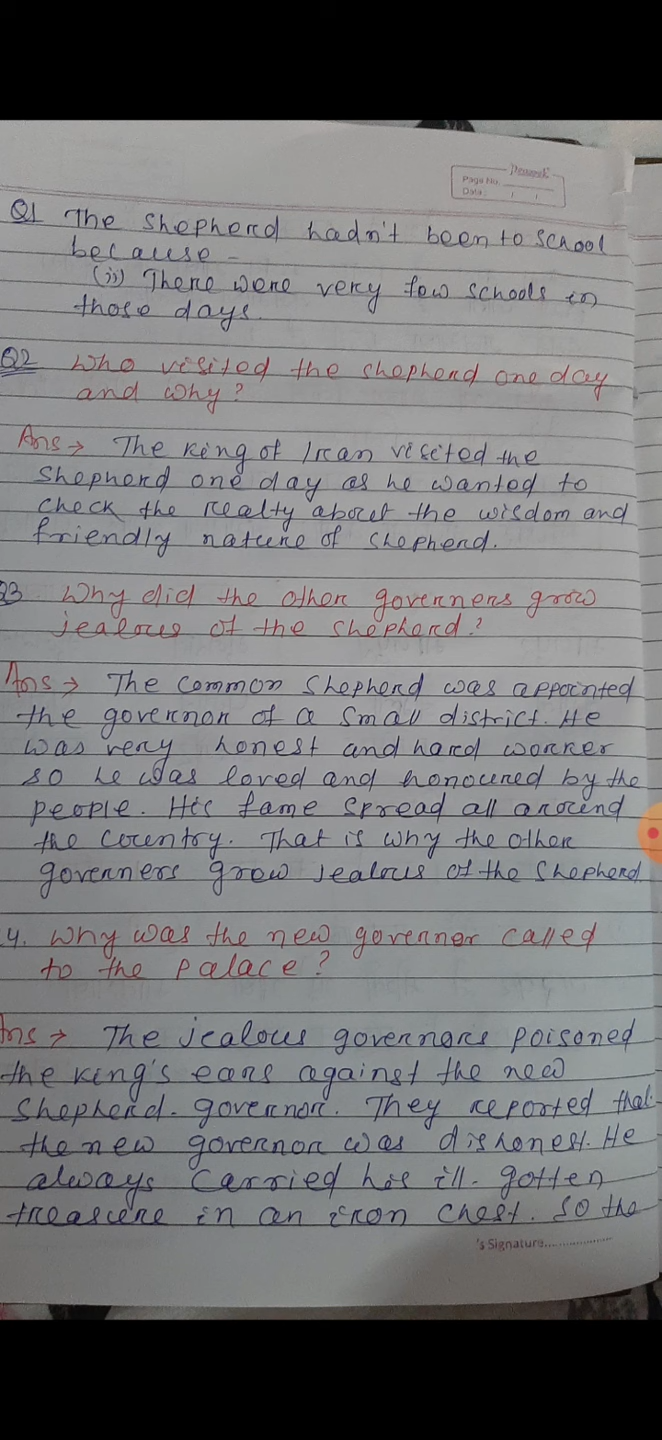 Page No.
Date
Q1 The shepherd hadn't been to school
because -
(ii) There were very few schools in
those days.
Q2 Who visited the shepherd one day
and why?
Ans → The king of Iran visited the
shepherd one day as he wanted to
check the realty about the wisdom and
friendly nature of shepherd.
Q3 Why did the other governers grow
jealous of the shepherd?
Ans → The common shepherd was appointed
the governor of a small district. He
was very honest and hard worker
so he was loved and honoured by the
people. His fame spread all around
the country. That is why the other
governers grow jealous of the shepherd
4. Why was the new governor called
to the palace?
Ans → The jealous governors poisoned
the king's ears against the new
shepherd-governor. They reported that
the new governor was dishonest. He
always carried his ill-gotten
treasure in an iron chest. So the
's Signature..................